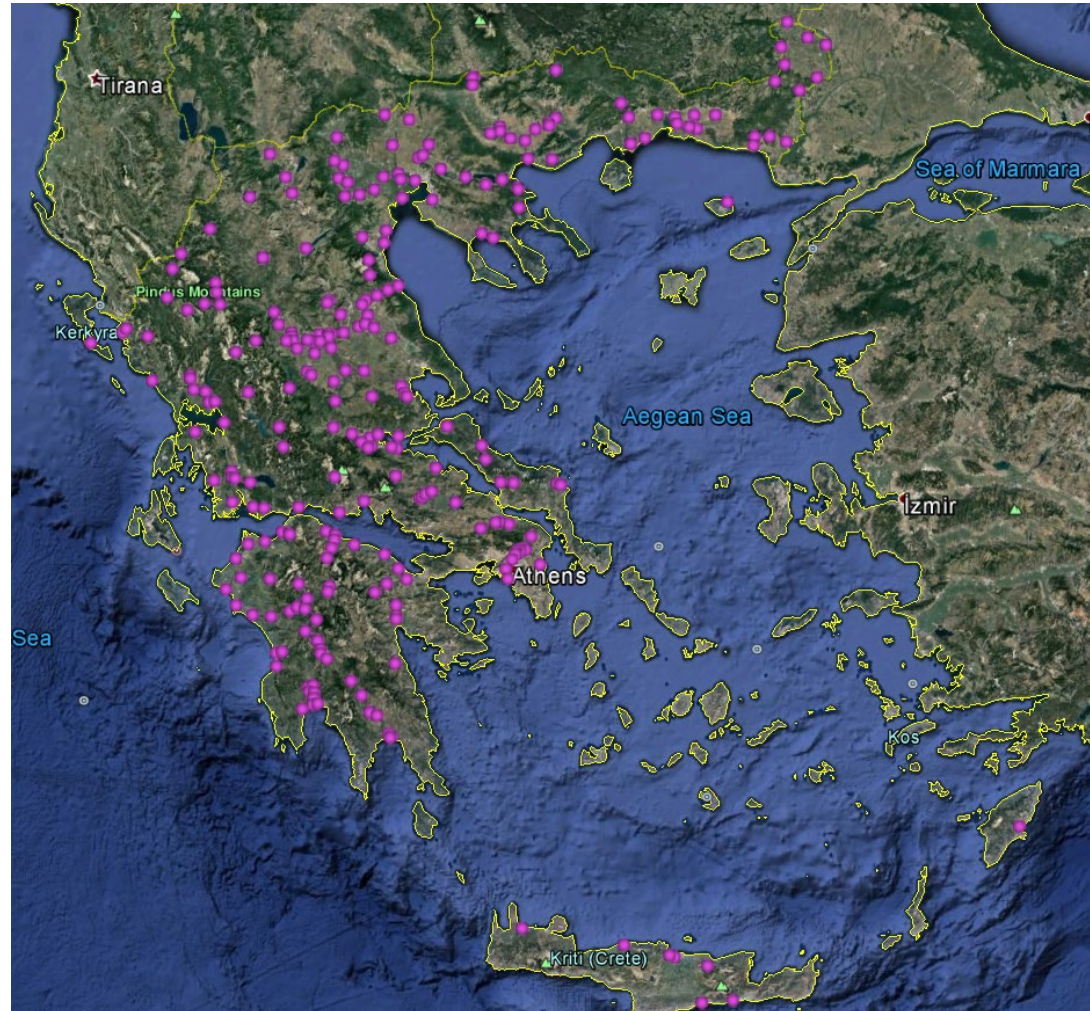 Tirana
Sea of Marmara
Pindus Mountains
Kerkyra
Aegean Sea
Izmir
Athens
Sea
Kos
Kriti (Crete)